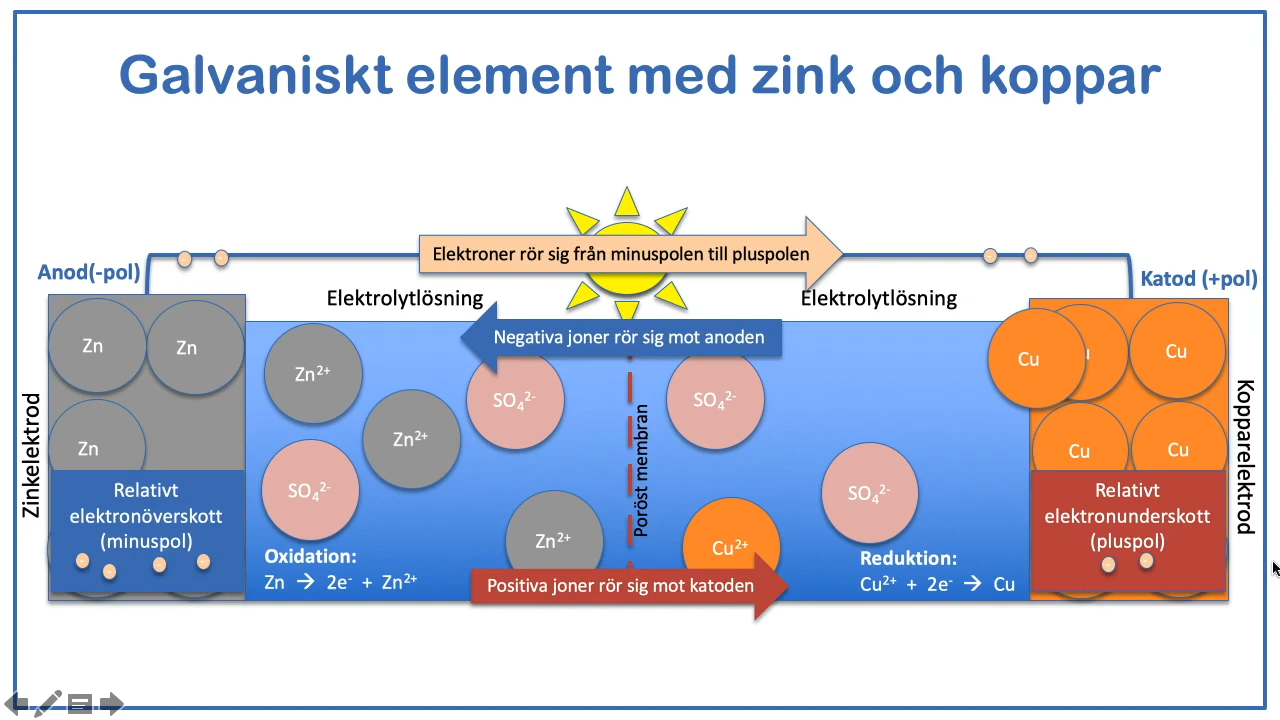 Galvaniskt element med zink och koppar
Elektroner rör sig från minuspolen till pluspolen
Anod(-pol)
Katod (+pol)
Elektrolytlösning
Elektrolytlösning
Negativa joner rör sig mot anoden
Zn
Zn
Zn
Zn²⁺
Zn²⁺
Zn²⁺
SO₄²⁻
SO₄²⁻
SO₄²⁻
SO₄²⁻
Cu²⁺
Cu
Cu
Cu
Cu
Zinkelektrod
Poröst membran
Kopparelektrod
Relativt
elektronöverskott
(minuspol)
Oxidation:
Zn → 2e⁻ + Zn²⁺
Positiva joner rör sig mot katoden
Reduktion:
Cu²⁺ + 2e⁻ → Cu
Relativt
elektronunderskott
(pluspol)